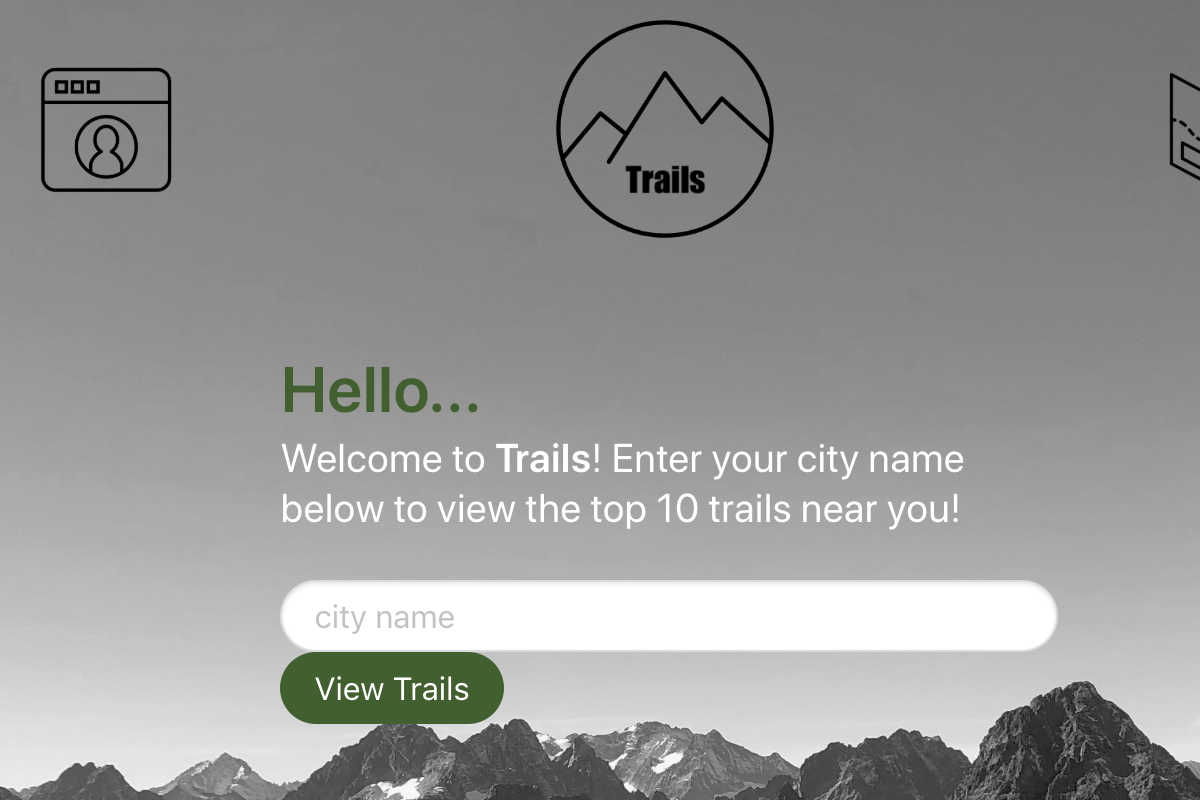 Trails
Hello...
Welcome to Trails! Enter your city name
below to view the top 10 trails near you!
city name
View Trails